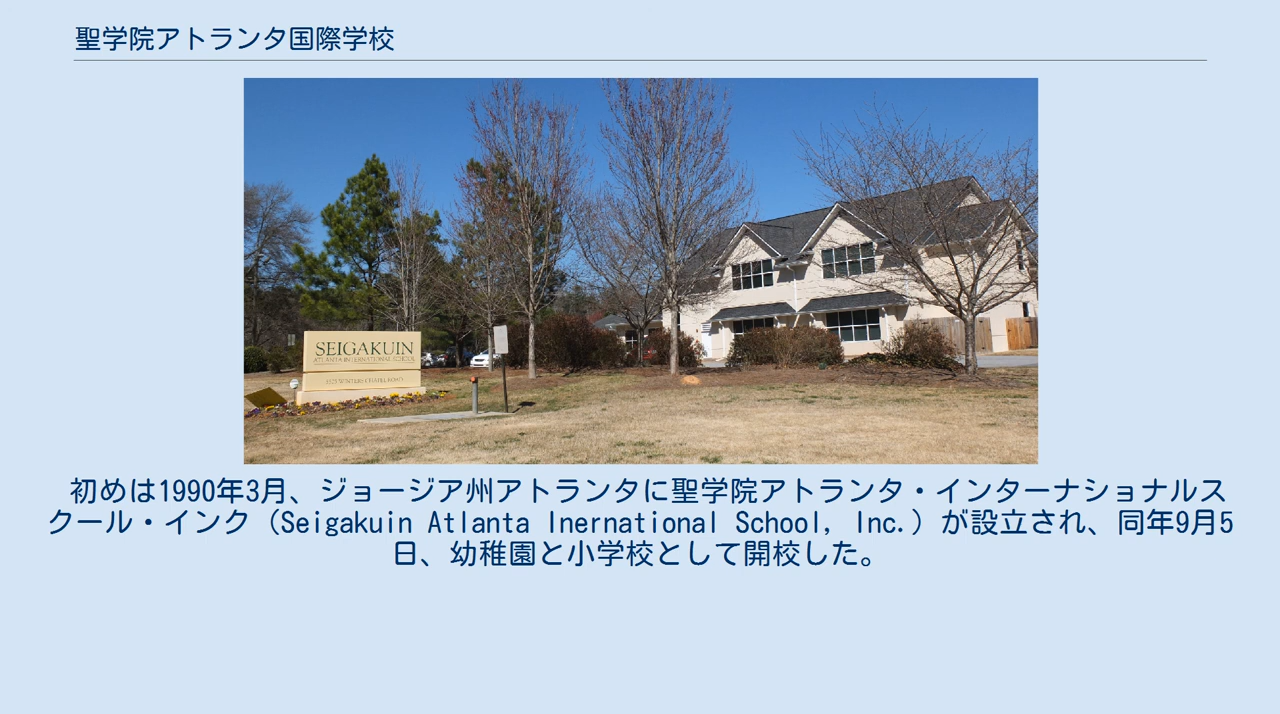 聖学院アトランタ国際学校
SEIGAKUIN
ATLANTA INTERNATIONAL SCHOOL
初めは1990年3月、ジョージア州アトランタに聖学院アトランタ・インターナショナルス
クール・インク（Seigakuin Atlanta Inernational School, Inc.）が設立され、同年9月5
日、幼稚園と小学校として開校した。